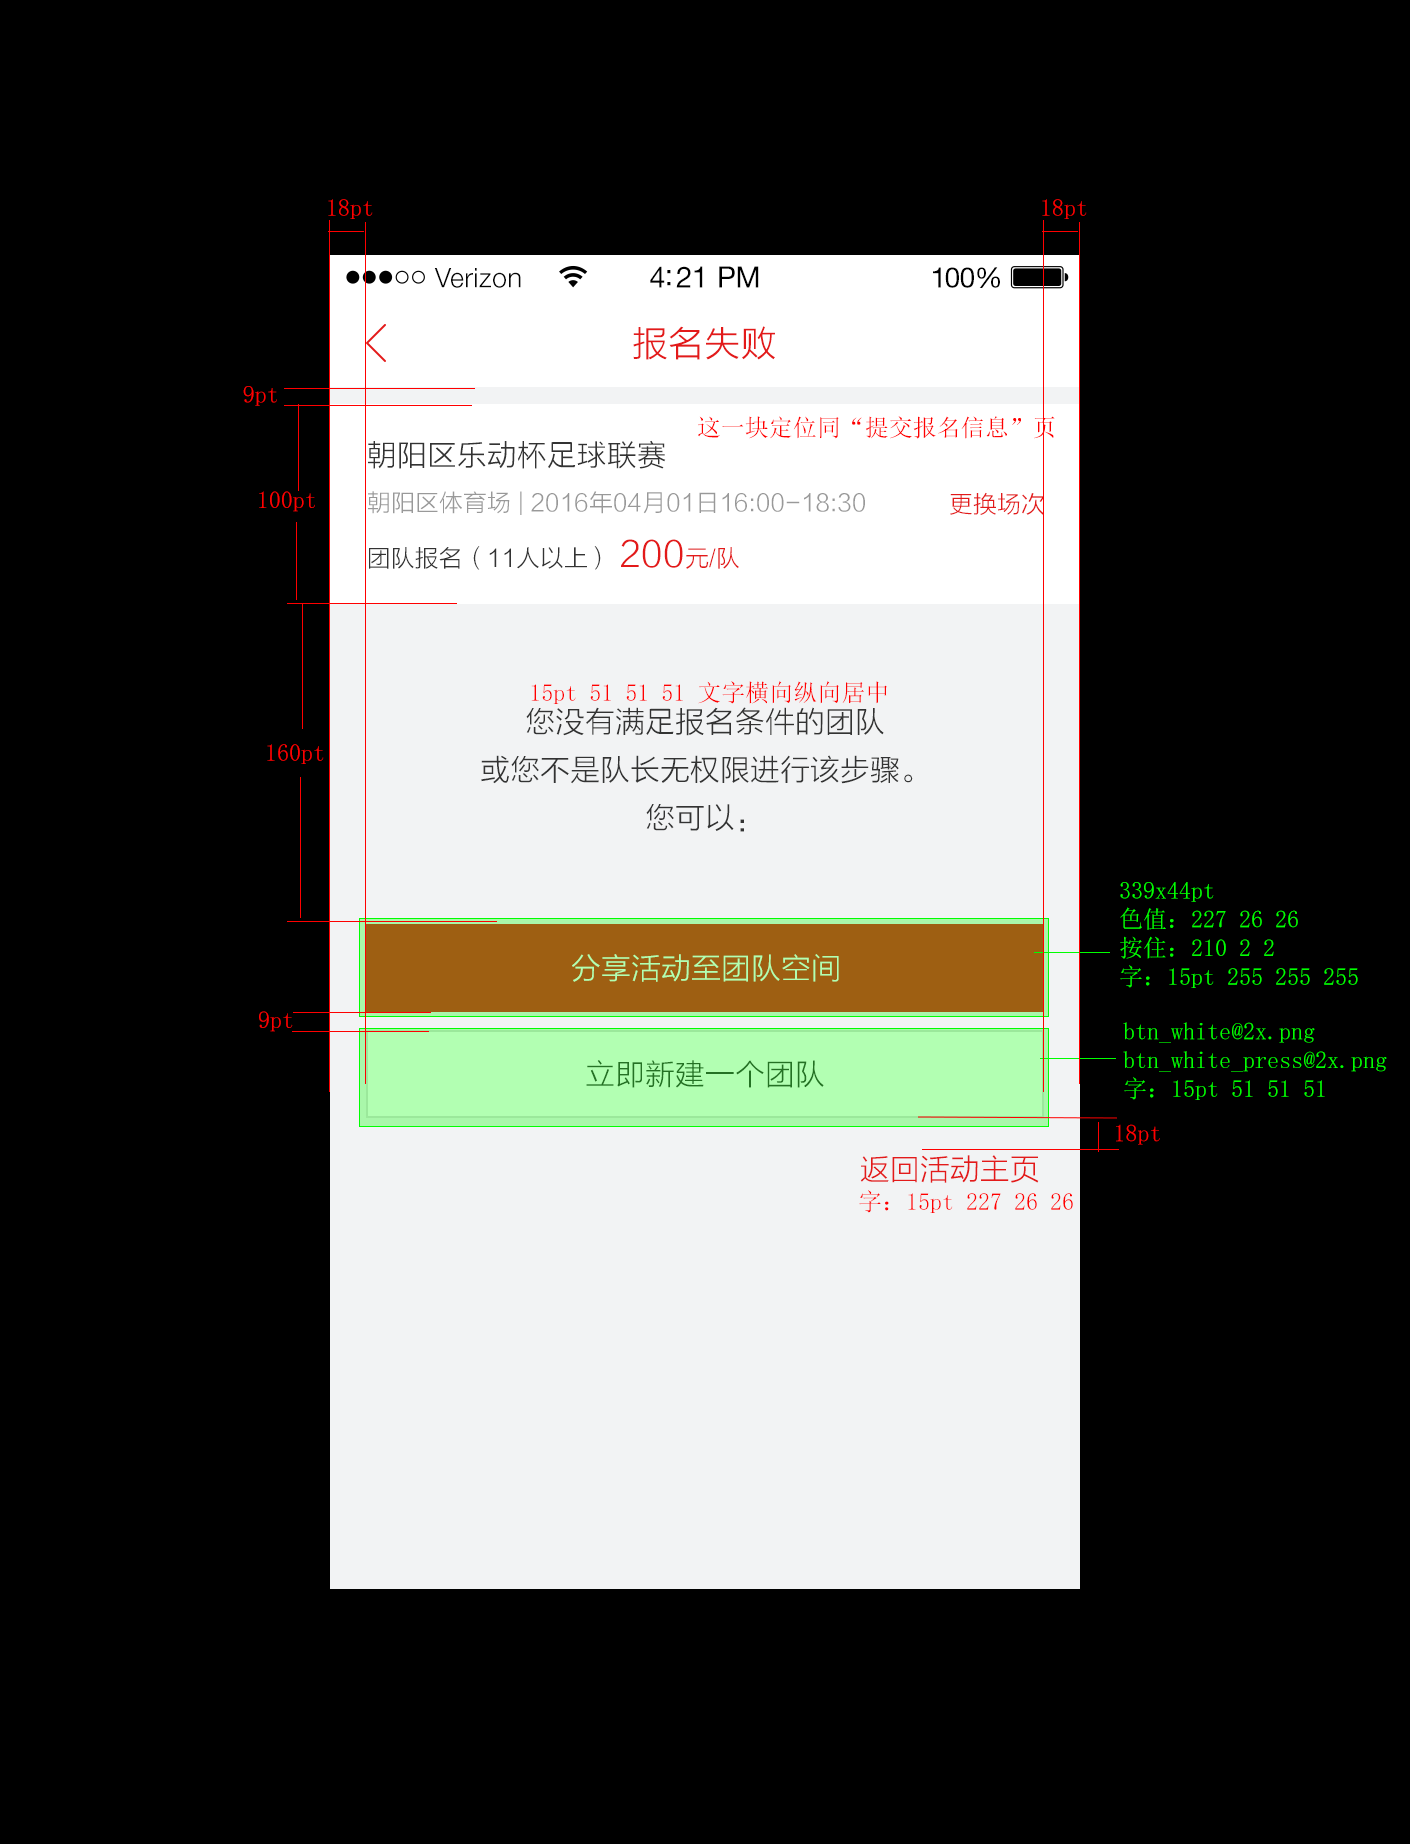 18pt 18pt
Verizon 4:21 PM 100%
报名失败
9pt
这一块定位同“提交报名信息”页
朝阳区乐动杯足球联赛
100pt
朝阳区体育场 | 2016年04月01日16:00-18:30 更换场次
团队报名（11人以上） 200元/队
15pt 51 51 51 文字横向纵向居中
您没有满足报名条件的团队
160pt
或您不是队长无权限进行该步骤。
您可以：
339x44pt
色值：227 26 26
按住：210 2 2
字：15pt 255 255 255
分享活动至团队空间
9pt
btn_white@2x.png
btn_white_press@2x.png
字：15pt 51 51 51
立即新建一个团队
18pt
返回活动主页
字：15pt 227 26 26